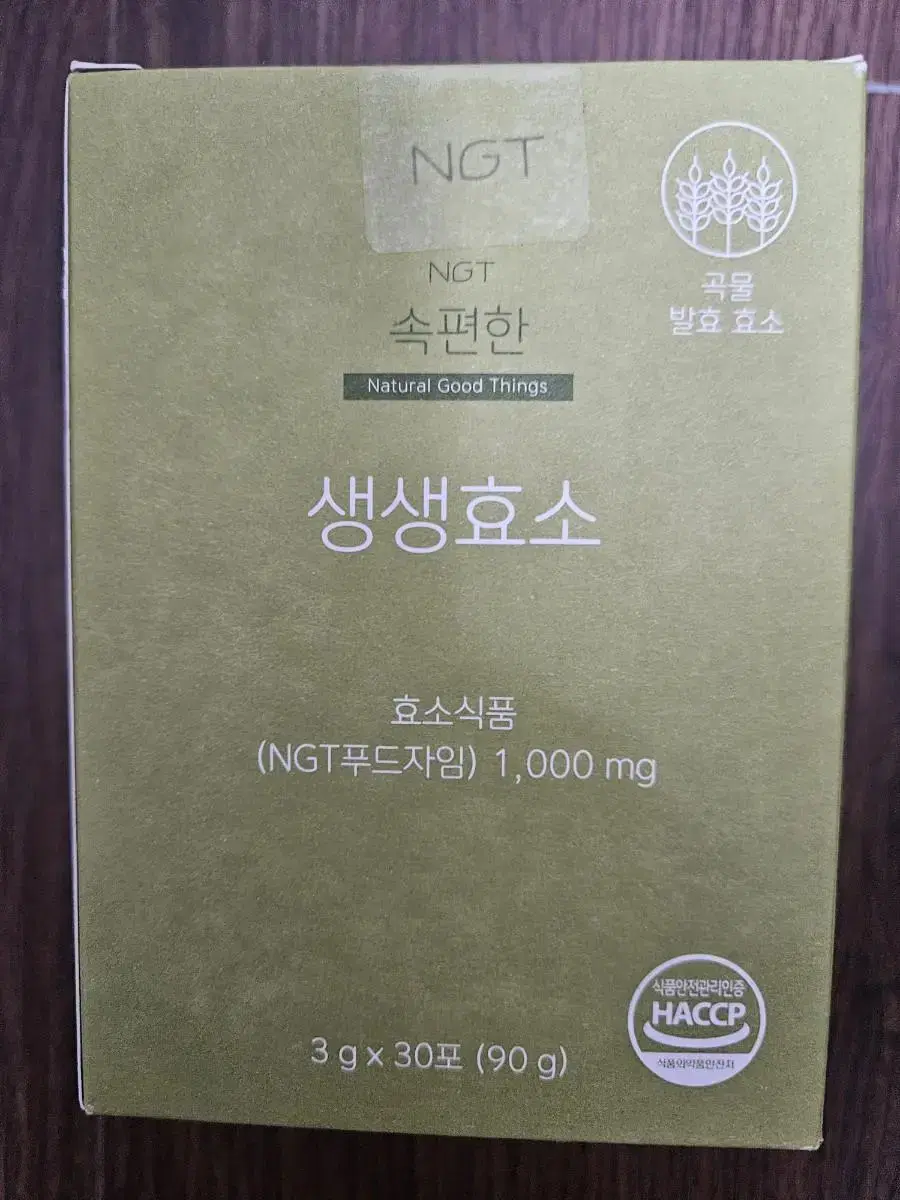 NGT
NGT
속편한
Natural Good Things
곡물
발효 효소
생생효소
효소식품
(NGT푸드자임) 1,000 mg
3 g x 30포 (90 g)
식품안전관리인증
HACCP
식품의약품안전처